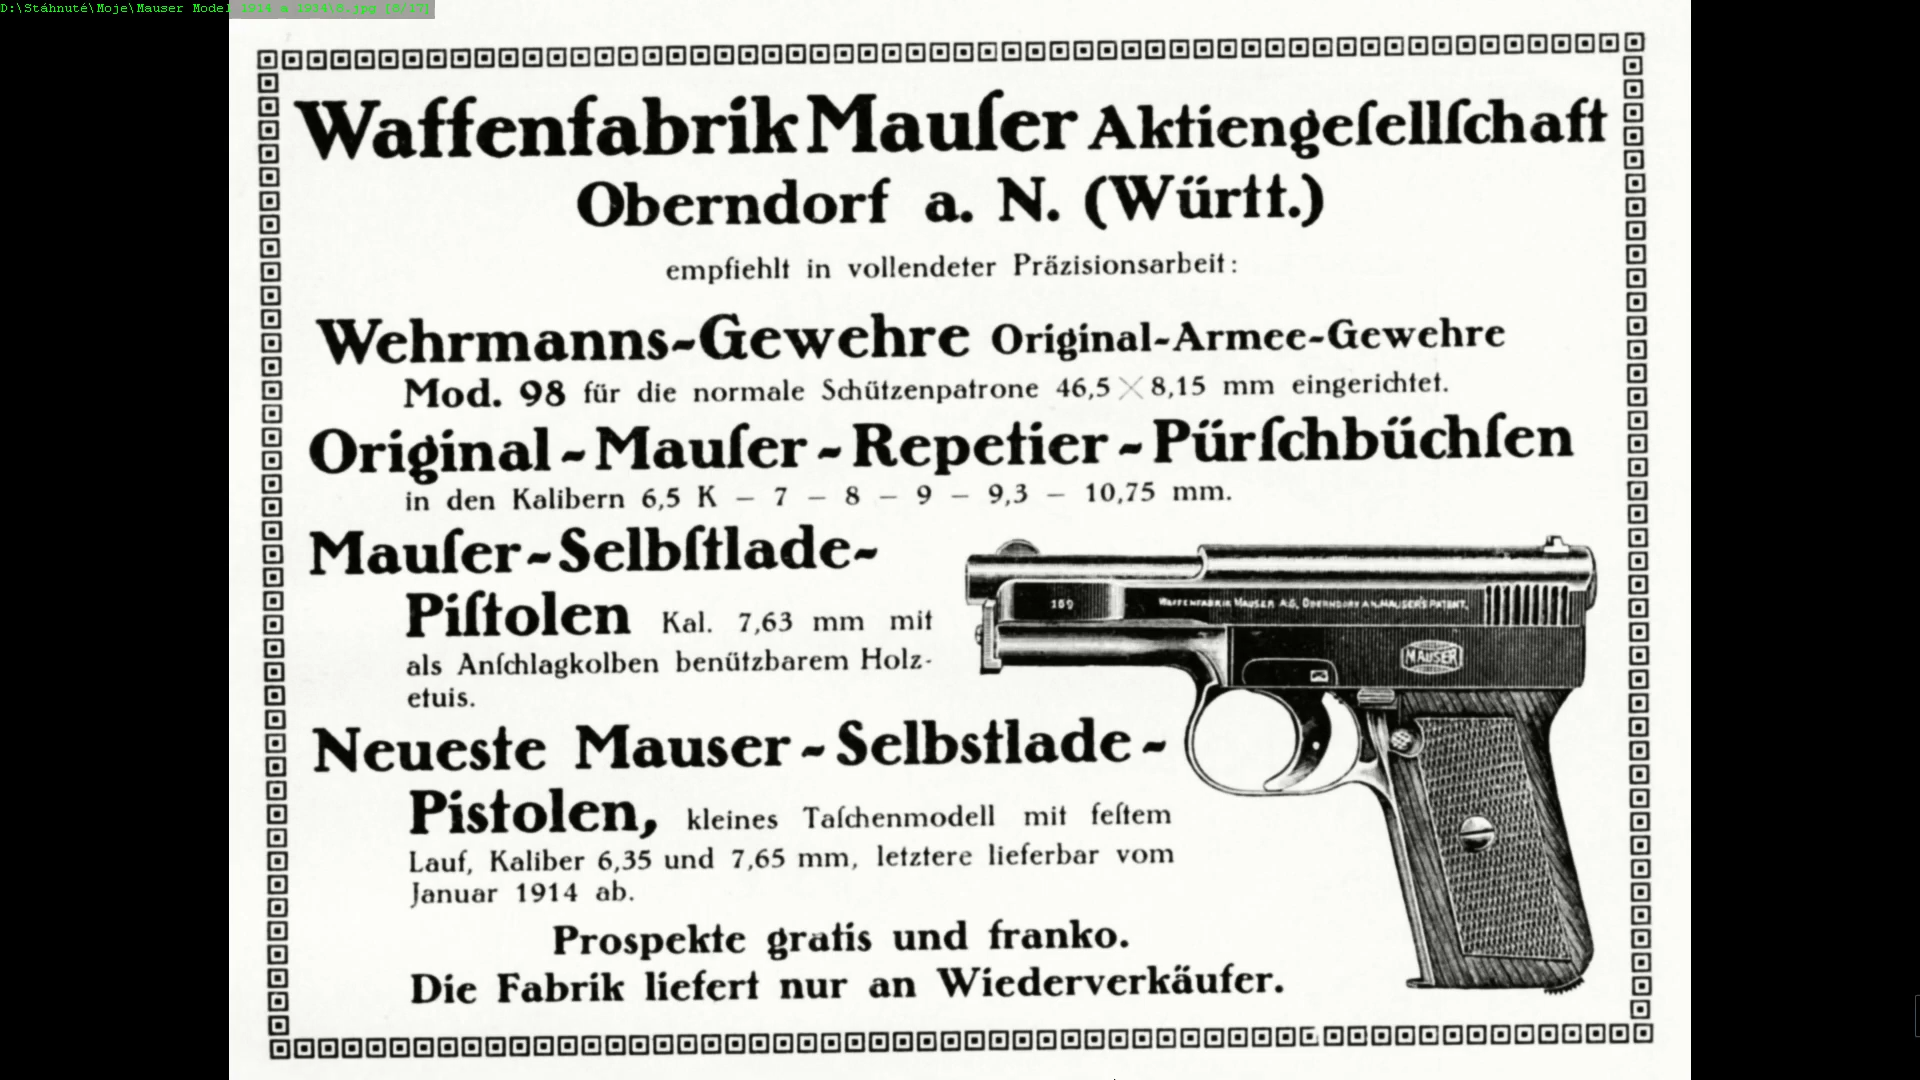 D:\Stáhnuté\Moje\Mauser Model 1914 a 1934\8.jpg [8/17]
Waffenfabrik Mauſer Aktiengeſellſchaft
Oberndorf a. N. (Württ.)
empfiehlt in vollendeter Präzisionsarbeit:
Wehrmanns-Gewehre Original-Armee-Gewehre
Mod. 98 für die normale Schützenpatrone 46,5 × 8,15 mm eingerichtet.
Original-Mauſer-Repetier-Pürſchbüchſen
in den Kalibern 6,5 K – 7 – 8 – 9 – 9,3 – 10,75 mm.
Mauſer-Selbſtlade-
Piſtolen Kal. 7,63 mm mit
als Anſchlagkolben benützbarem Holz-
etuis.
169
WAFFENFABRIK MAUSER A.G. OBERNDORF A.N. MAUSER'S PATENT.
MAUSER
Neueste Mauser-Selbstlade-
Pistolen, kleines Taſchenmodell mit feſtem
Lauf, Kaliber 6,35 und 7,65 mm, letztere lieferbar vom
Januar 1914 ab.
Prospekte gratis und franko.
Die Fabrik liefert nur an Wiederverkäufer.